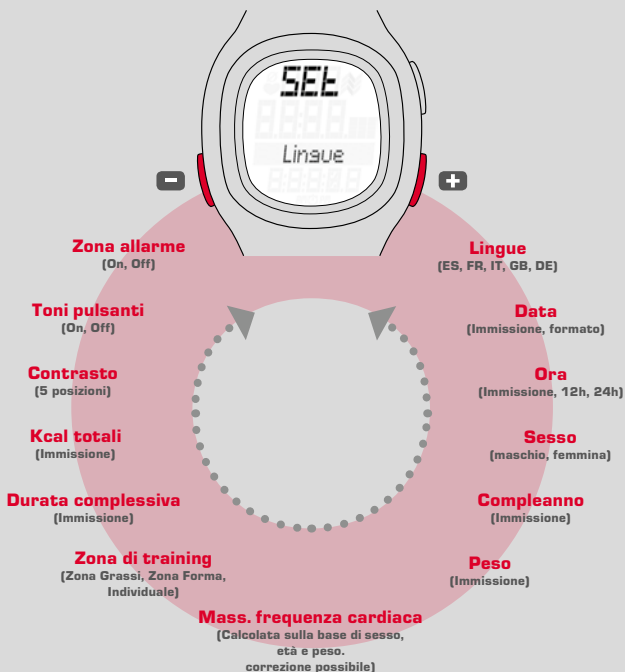 SEt
Lingue
-
+
Zona allarme
(On, Off)
Toni pulsanti
(On, Off)
Contrasto
(5 posizioni)
Kcal totali
(Immissione)
Durata complessiva
(Immissione)
Zona di training
(Zona Grassi, Zona Forma,
Individuale)
Mass. frequenza cardiaca
(Calcolata sulla base di sesso,
età e peso.
correzione possibile)
Lingue
(ES, FR, IT, GB, DE)
Data
(Immissione, formato)
Ora
(Immissione, 12h, 24h)
Sesso
(maschio, femmina)
Compleanno
(Immissione)
Peso
(Immissione)